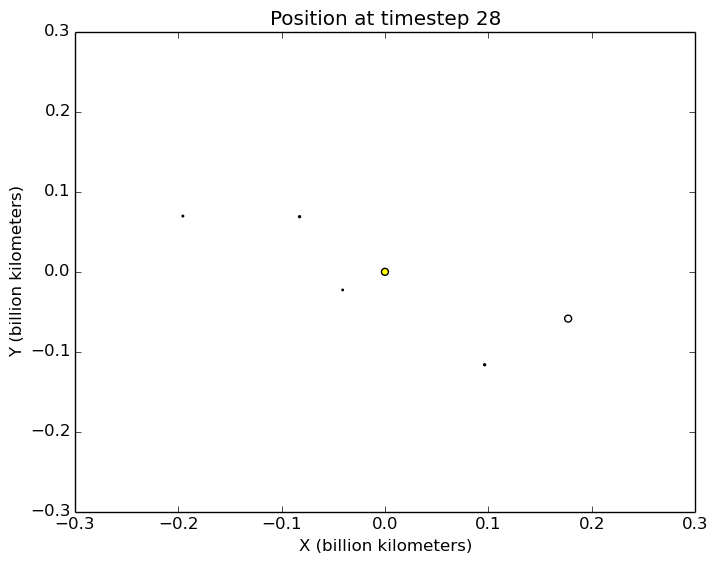 Position at timestep 28
0.3
0.2
0.1
0.0
−0.1
−0.2
−0.3
Y (billion kilometers)
−0.3 −0.2 −0.1 0.0 0.1 0.2 0.3
X (billion kilometers)